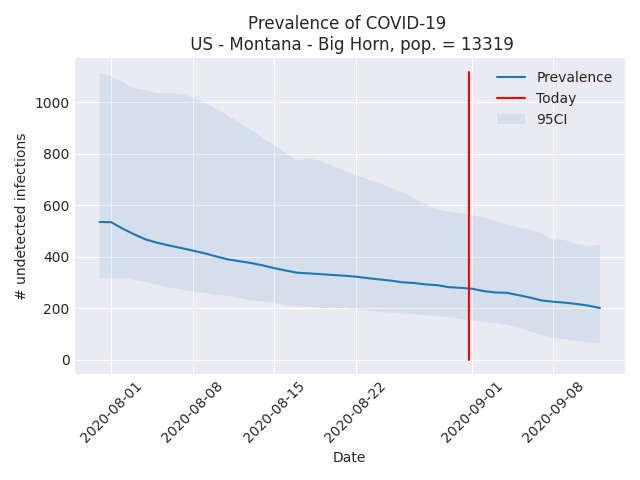 Prevalence of COVID-19
US - Montana - Big Horn, pop. = 13319
Prevalence
Today
95CI
# undetected infections
1000
800
600
400
200
0
2020-08-01
2020-08-08
2020-08-15
2020-08-22
2020-09-01
2020-09-08
Date